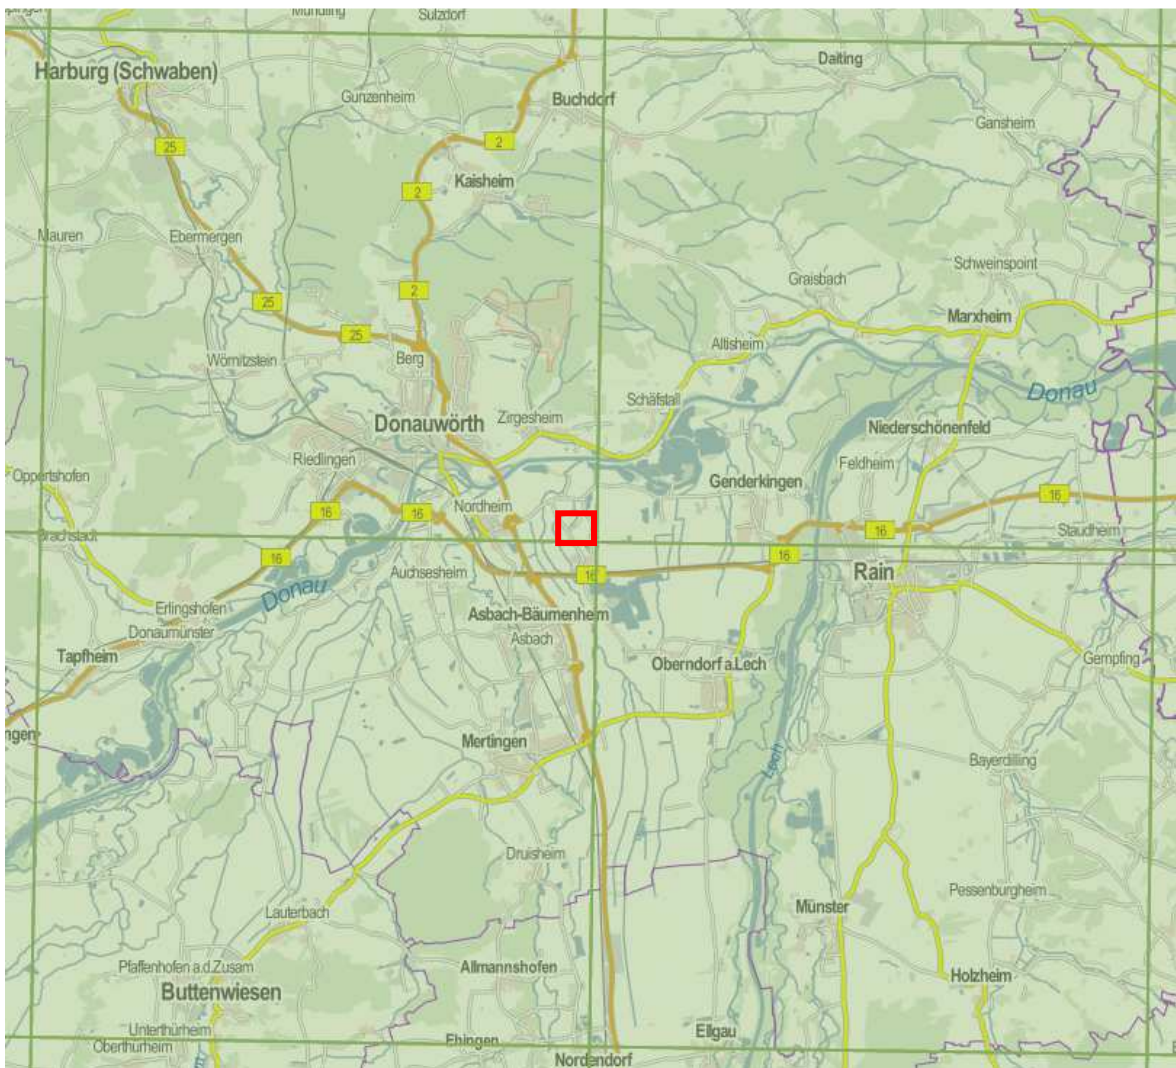 Mündling
Sulzdorf
Harburg (Schwaben)
Daiting
Gunzenheim
Buchdorf
Gansheim
25
2
2
Kaisheim
Mauren
Ebermergen
Schweinspoint
Graisbach
2
25
Marxheim
25
Altisheim
Berg
Wörnitzstein
Donau
Schäfstall
Donauwörth
Zirgesheim
Niederschönenfeld
Riedlingen
Feldheim
Oppertshofen
Genderkingen
16
Nordheim
16
16
16
Staudheim
Brachstadt
16
16
16
Auchsesheim
Rain
Donau
Erlingshofen
Asbach-Bäumenheim
Donaumünster
Asbach
Tapfheim
Oberndorf a.Lech
Gempfing
ngen
Mertingen
Lech
Bayerdilling
Druisheim
Pessenburgheim
Lauterbach
Münster
Pfaffenhofen a.d.Zusam
Allmannshofen
Holzheim
Buttenwiesen
Unterthürheim
Ellgau
Oberthürheim
Ehingen
Nordendorf